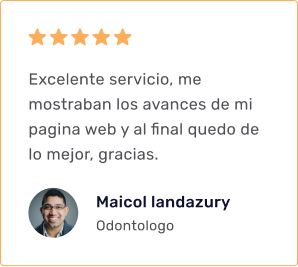 Excelente servicio, me
mostraban los avances de mi
pagina web y al final quedo de
lo mejor, gracias.
Maicol landazury
Odontologo